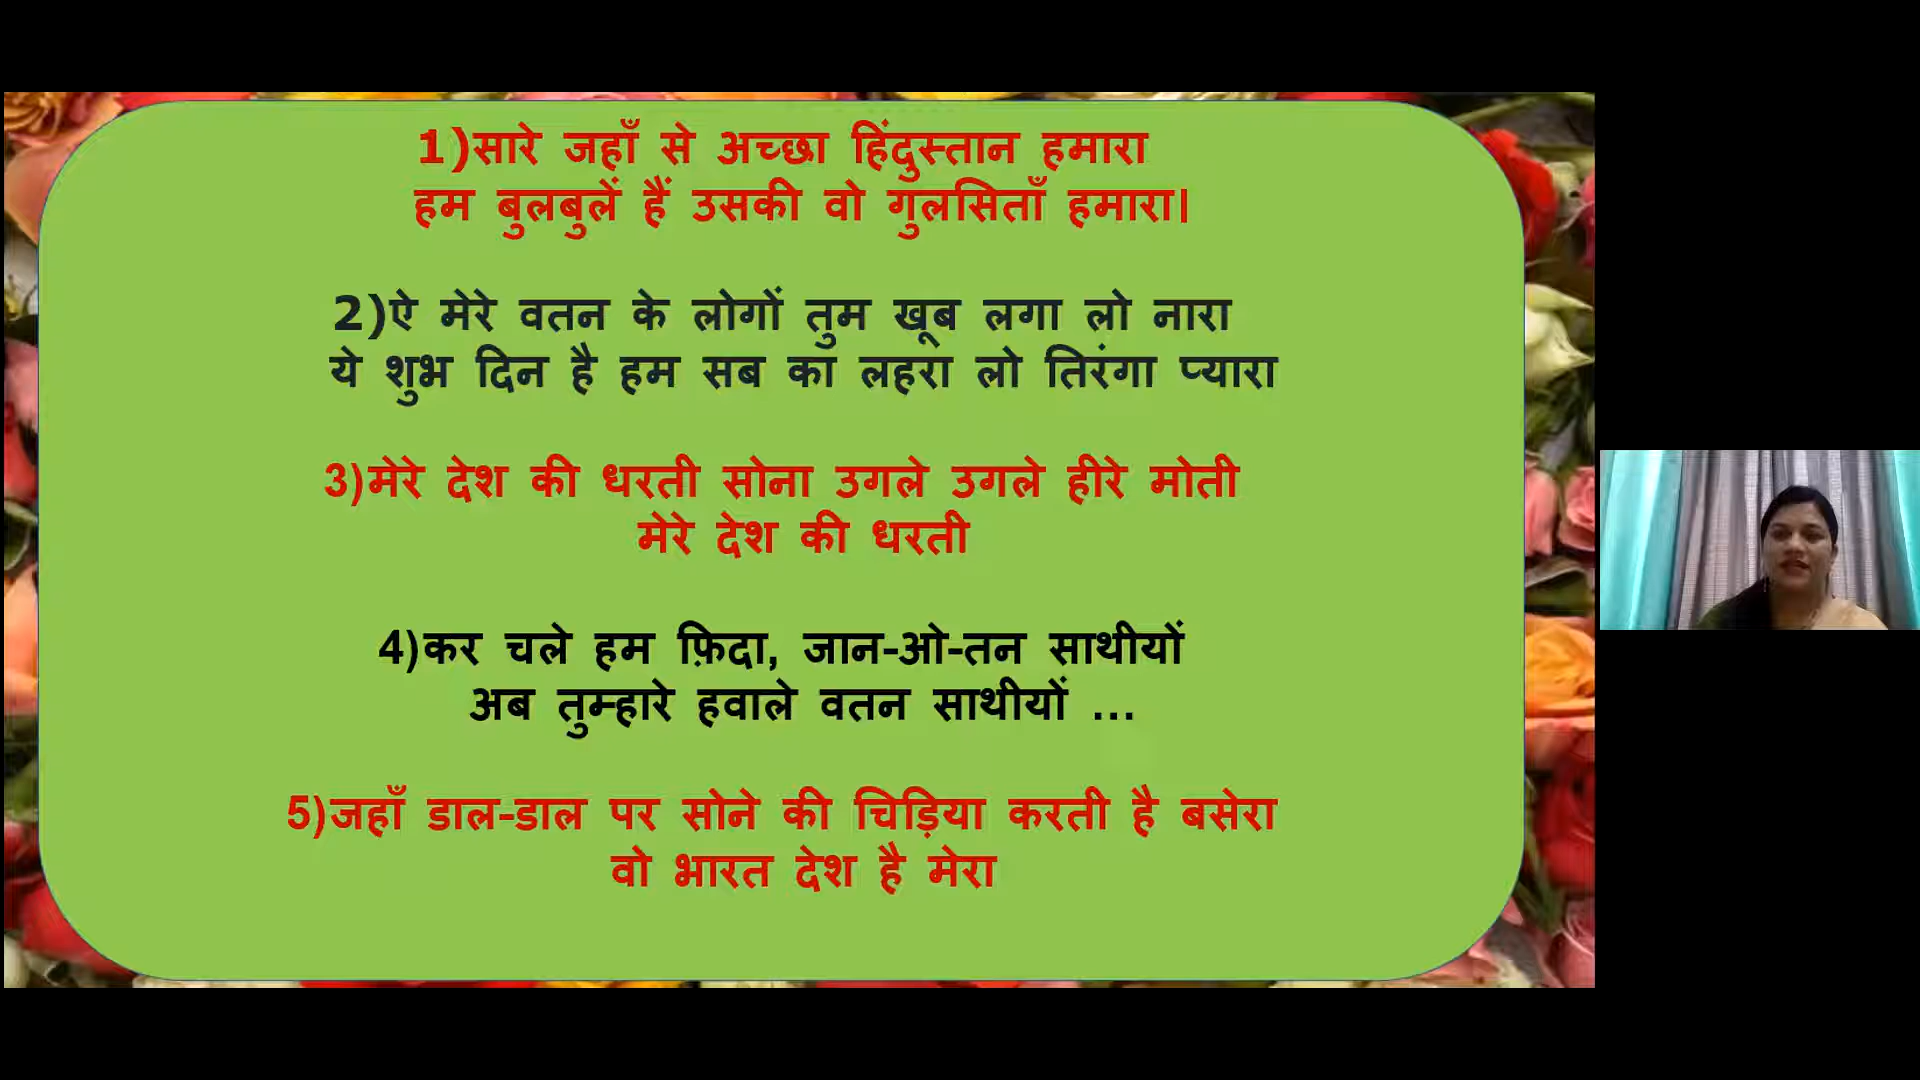 1)सारे जहाँ से अच्छा हिंदुस्तान हमारा
हम बुलबुलें हैं उसकी वो गुलसिताँ हमारा।
2)ऐ मेरे वतन के लोगों तुम खूब लगा लो नारा
ये शुभ दिन है हम सब का लहरा लो तिरंगा प्यारा
3)मेरे देश की धरती सोना उगले उगले हीरे मोती
मेरे देश की धरती
4)कर चले हम फ़िदा, जान-ओ-तन साथीयों
अब तुम्हारे हवाले वतन साथीयों ...
5)जहाँ डाल-डाल पर सोने की चिड़िया करती है बसेरा
वो भारत देश है मेरा